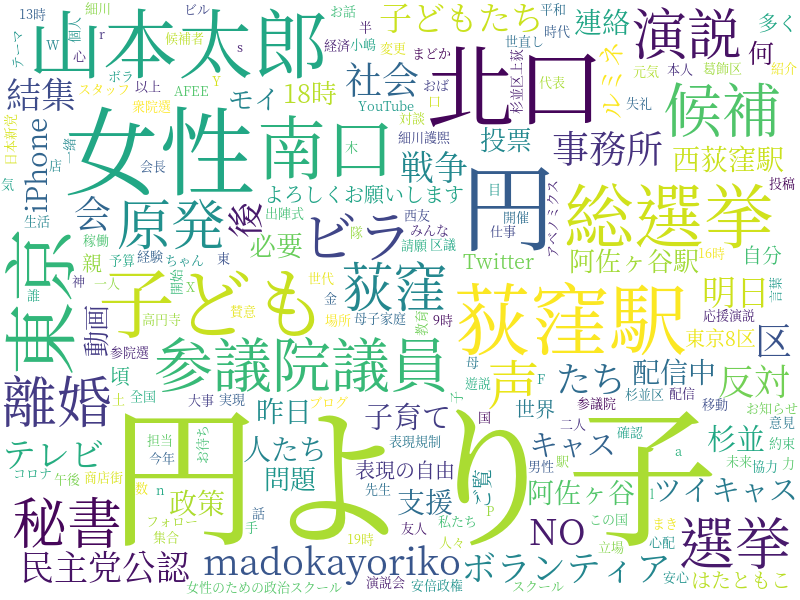 細川
ビル
お話
平和
時代
13時
r
s
候補者
半
小嶋
変更
まどか
世直し
子どもたち
連絡
多く
テーマ
W
個人
心
山本太郎
経済
北口
演説
何
結集
ボラ
スタッフ
以上
AFEE
Y
モイ
18時
社会
YouTube
おば
口
代表
杉並区上荻
元気
本人
紹介
葛飾区
失礼
ルミネ
候補
衆院選
対談
日本新党
iPhone
一緒
店
女性
会長
南口
木
細川護熙
投票
戦争
事務所
西荻窪駅
投稿
気
生活
会
原発
後
よろしくお願いします
円
目
開催
仕事
アベノミクス
総選挙
出陣式
西友
みんな
稼働
予算
経験
ちゃん
東
必要
ビラ
隊
請願
区議
Twitter
阿佐ヶ谷駅
自分
16時
東京
誰
親
神
一人
開始
X
世代
金
荻窪
荻窪駅
明日
言葉
子ども
高円寺
賛意
場所
母子家庭
教育
9時
応援演説
東京8区
区
動画
参院選
参議院議員
母
遊説
声
F
たち
配信中
杉並区
配信
移動
反対
お知らせ
離婚
頃
土
全国
大事
実現
ブログ
子
昨日
子育て
国
世界
参議院
意見
二人
確認
約束
テレビ
コロナ
担当
今年
お待ち
人たち
円より子
表現規制
キャス
杉並
a
未来
協力
力
午後
商店街
数
問題
表現の自由
ご覧
男性
駅
秘書
n
政策
先生
支援
P
阿佐ヶ谷
l
ツイキャス
フォロー
話
手
集合
友人
私たち
人々
NO
この国
まき
立場
心配
選挙
19時
民主党公認
madokayoriko
ボランティア
安心
はたともこ
女性のための政治スクール
演説会
安倍政権
スクール